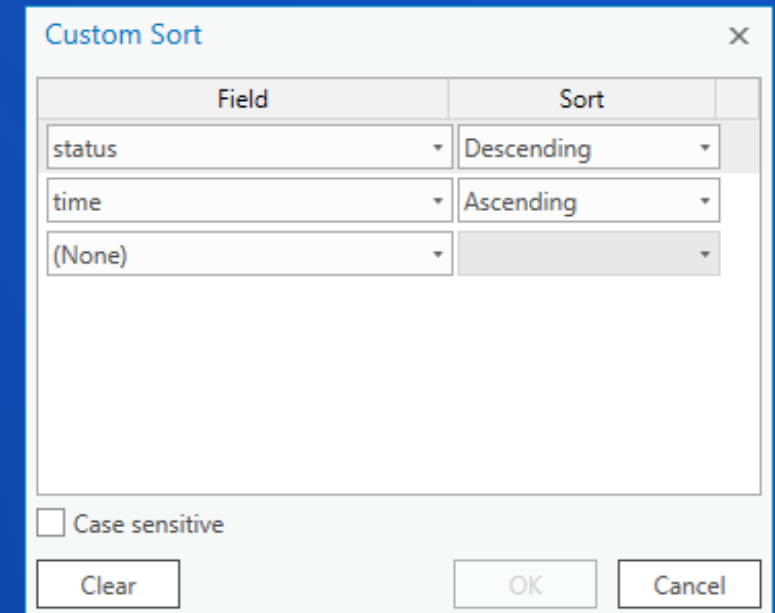 Custom Sort
Field Sort
status Descending
time Ascending
(None)
Case sensitive
Clear OK Cancel